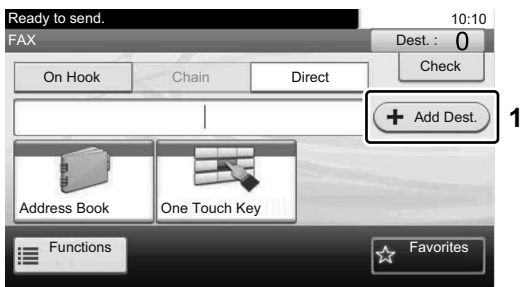 Ready to send. 10:10
FAX Dest. : 0
On Hook Chain Direct Check
+ Add Dest. 1
Address Book One Touch Key
Functions Favorites